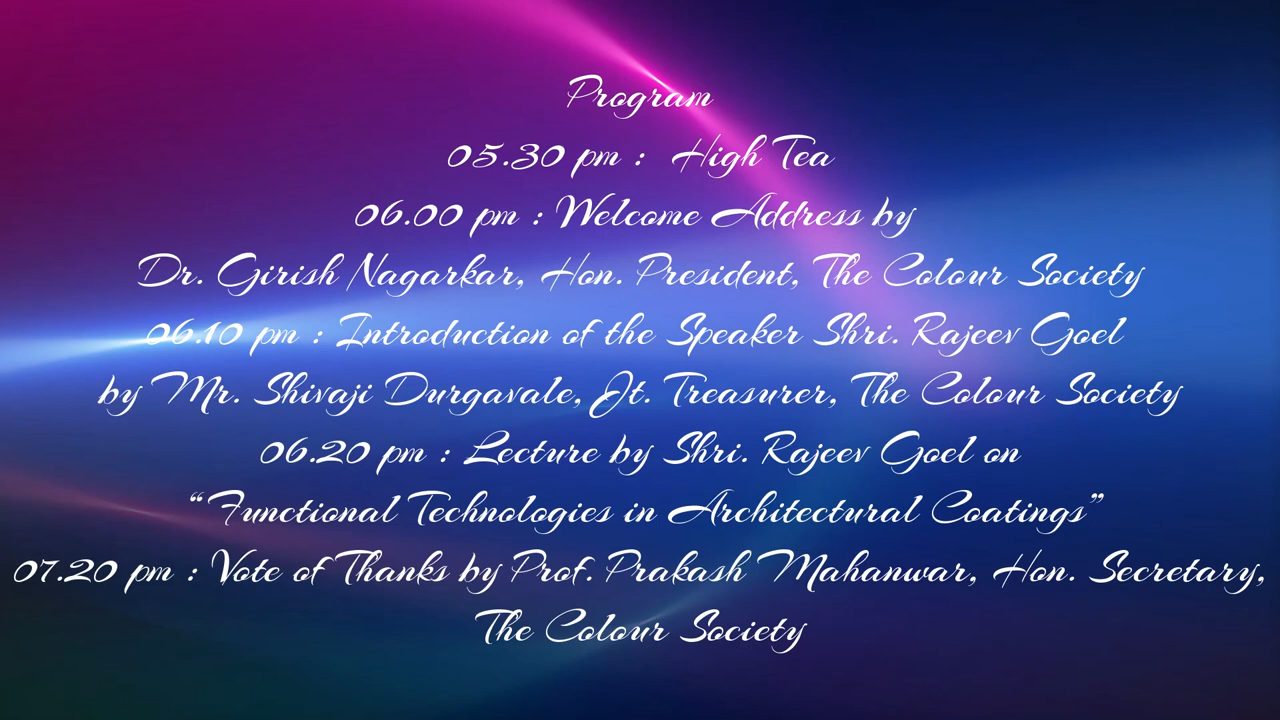 Program
05.30 pm : High Tea
06.00 pm : Welcome Address by
Dr. Girish Nagarkar, Hon. President, The Colour Society
06.10 pm : Introduction of the Speaker Shri. Rajeev Goel
by Mr. Shivaji Durgavale, Jt. Treasurer, The Colour Society
06.20 pm : Lecture by Shri. Rajeev Goel on
“Functional Technologies in Architectural Coatings”
07.20 pm : Vote of Thanks by Prof. Prakash Mahanwar, Hon. Secretary,
The Colour Society